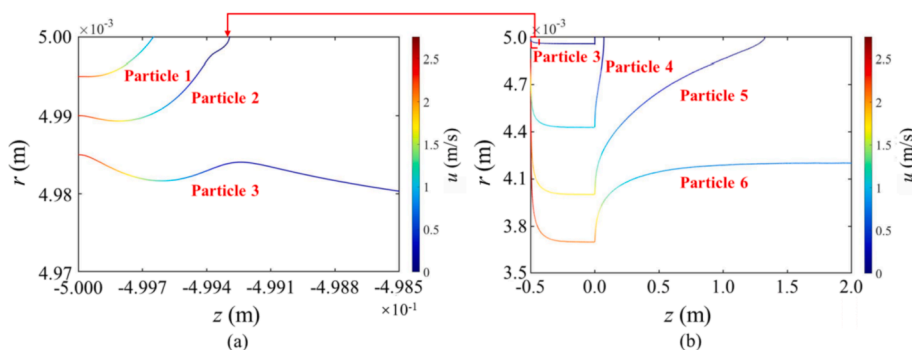 ×10⁻³
5.00
4.99
4.98
4.97
r (m)
Particle 1
Particle 2
Particle 3
-5.000
-4.997
-4.994
-4.991
-4.988
-4.985
×10⁻¹
z (m)
(a)
2.5
2
1.5
1
0.5
0
u (m/s)
×10⁻³
5.0
4.7
4.4
4.1
3.8
3.5
r (m)
Particle 3
Particle 4
Particle 5
Particle 6
-0.5
0.0
0.5
1.0
1.5
2.0
z (m)
(b)
2.5
2
1.5
1
0.5
0
u (m/s)